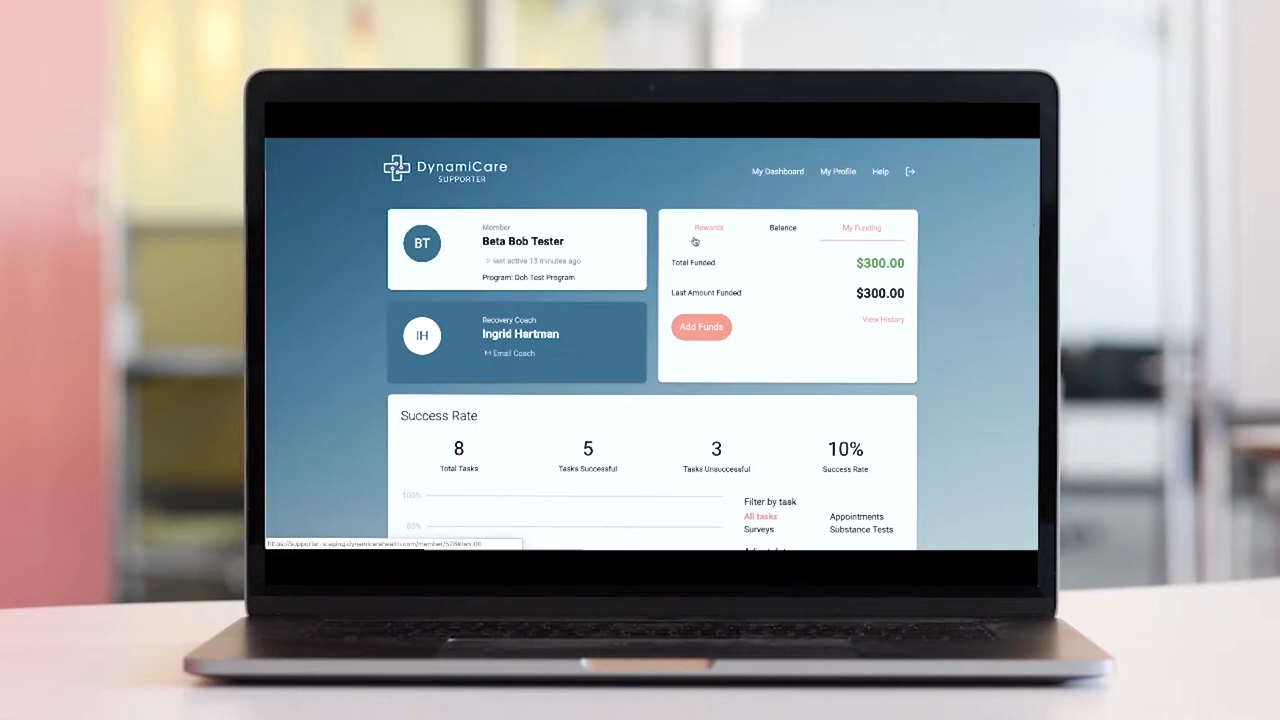 DynamiCare
SUPPORTER
My Dashboard
My Profile
Help
BT
Member
Beta Bob Tester
last active 13 minutes ago
Program: Dch Test Program
IH
Recovery Coach
Ingrid Hartman
Email Coach
Rewards
Balance
My Funding
Total Funded
$300.00
Last Amount Funded
$300.00
Add Funds
View History
Success Rate
8
Total Tasks
5
Tasks Successful
3
Tasks Unsuccessful
10%
Success Rate
100%
80%
Filter by task
All tasks
Appointments
Surveys
Substance Tests